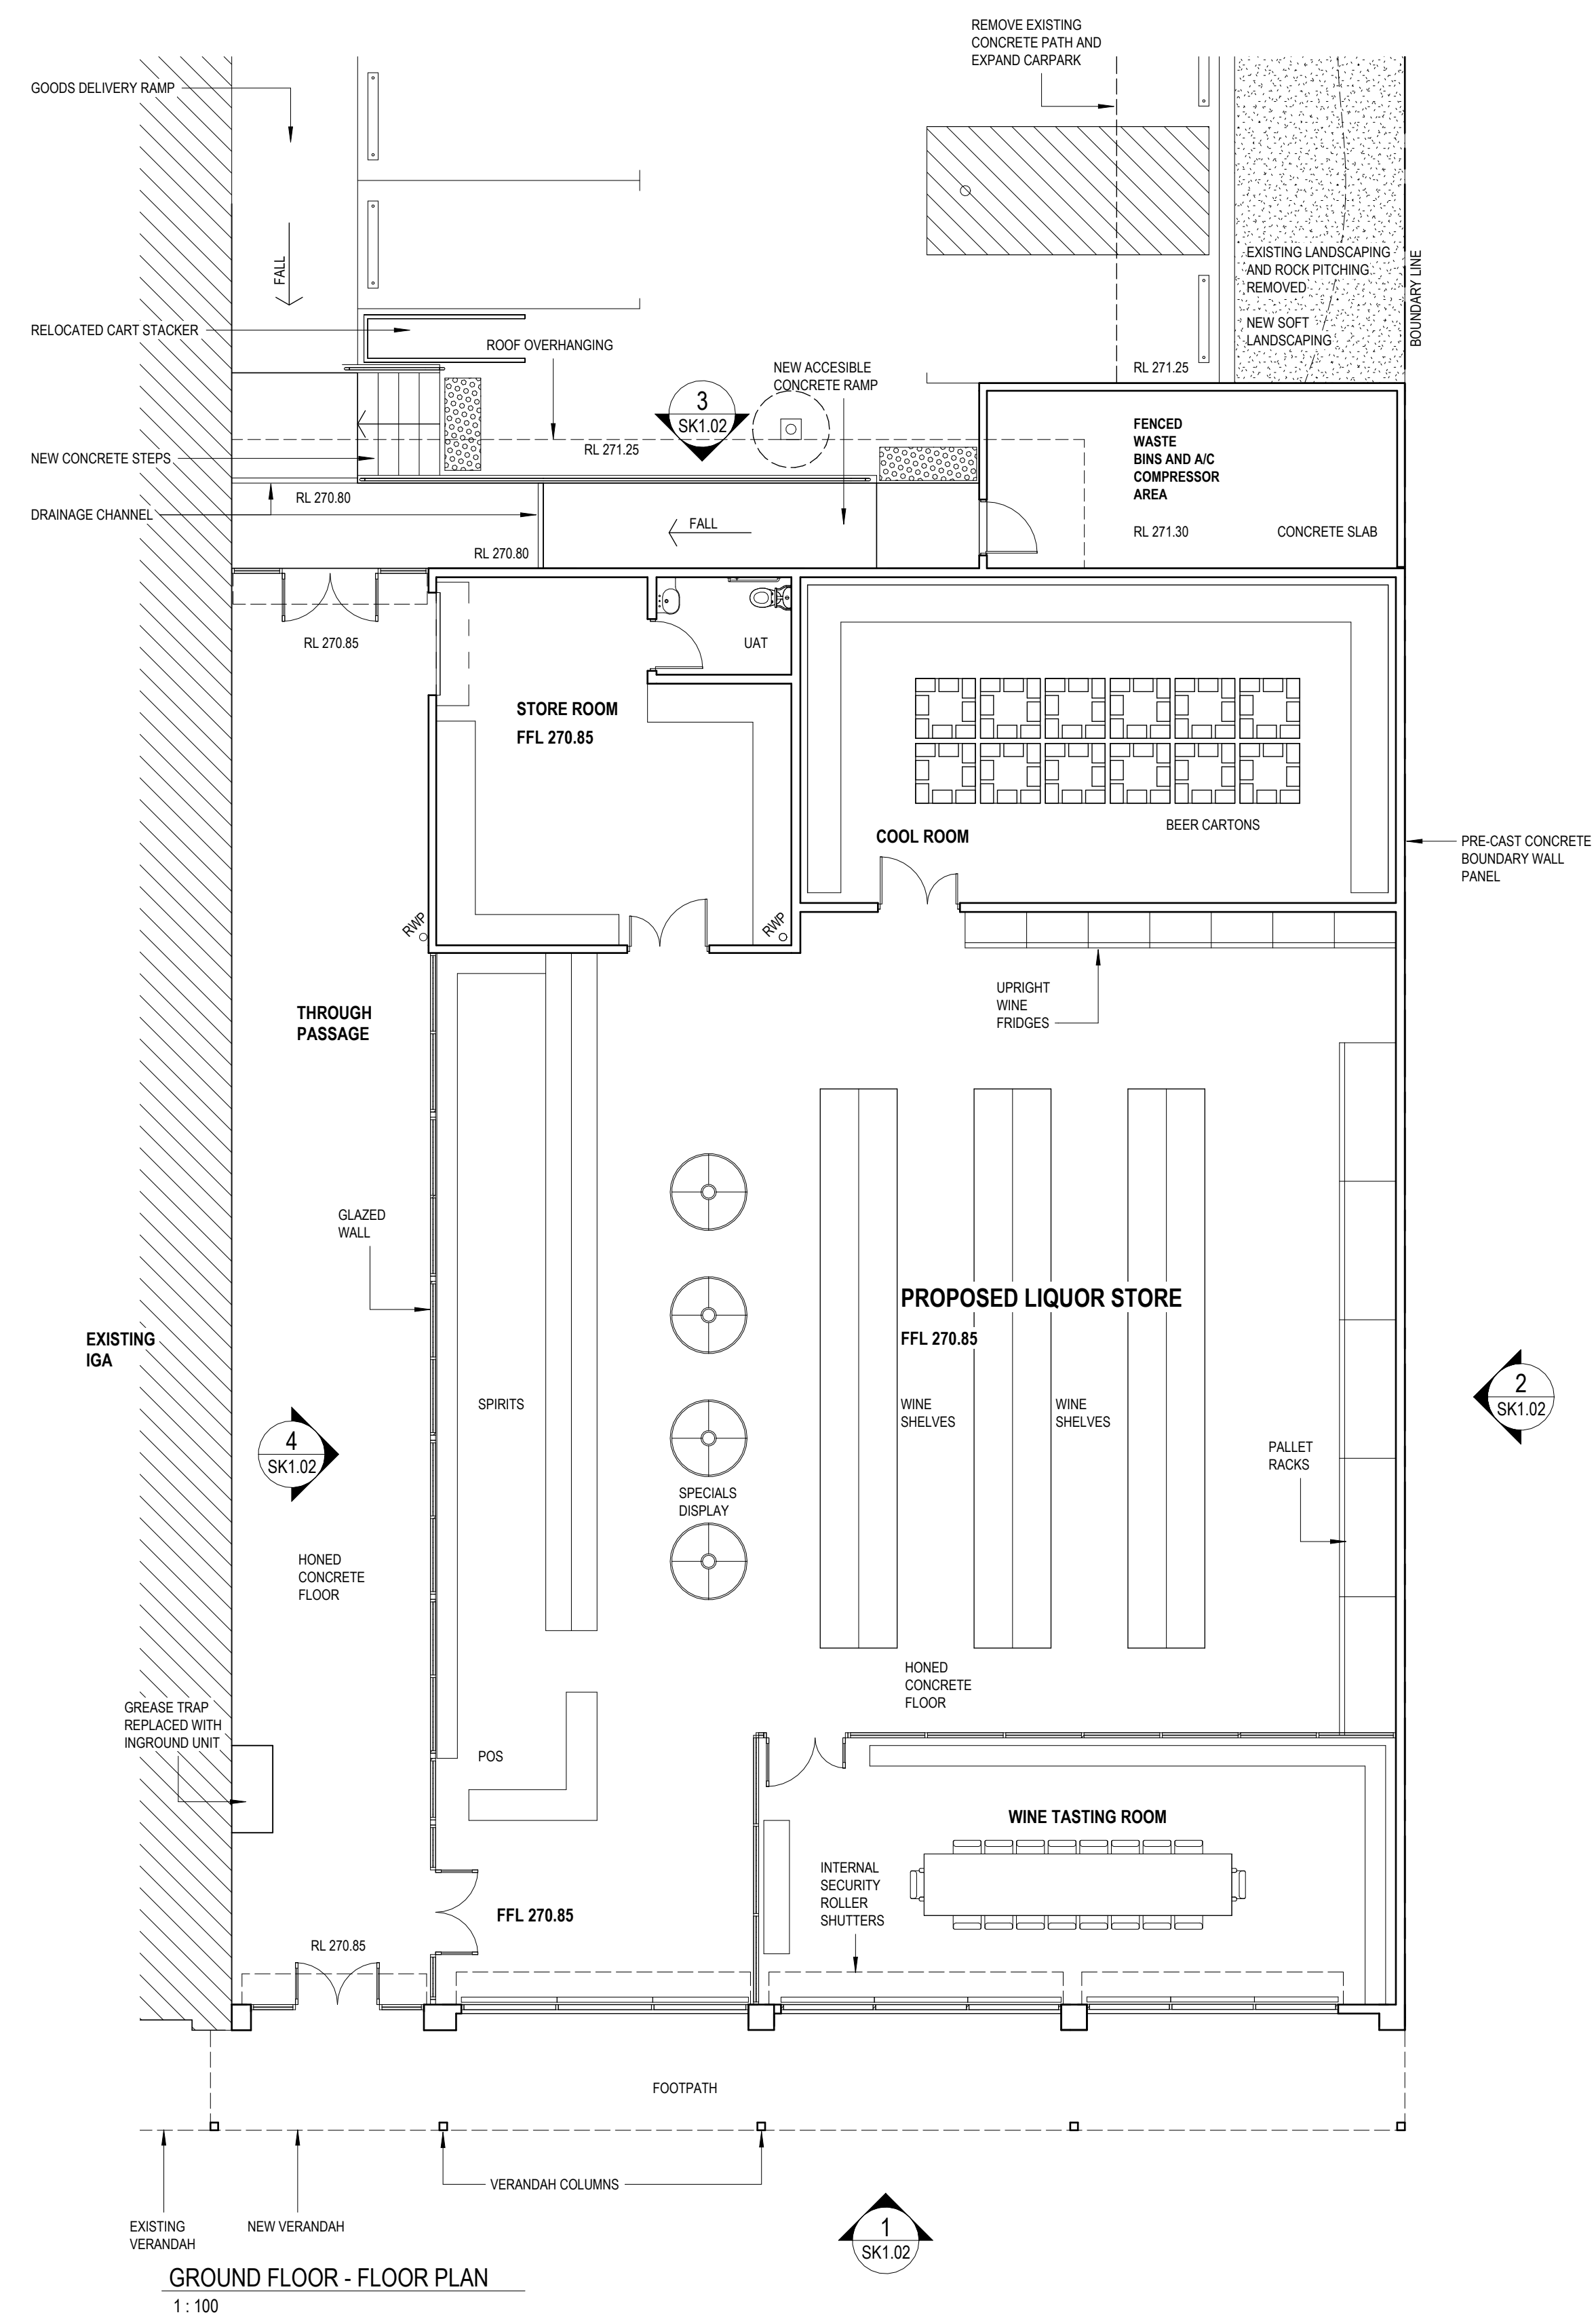 REMOVE EXISTING
CONCRETE PATH AND
EXPAND CARPARK
GOODS DELIVERY RAMP
FALL
EXISTING LANDSCAPING
AND ROCK PITCHING
REMOVED
BOUNDARY LINE
NEW SOFT
LANDSCAPING
RELOCATED CART STACKER
ROOF OVERHANGING
NEW ACCESIBLE
CONCRETE RAMP
RL 271.25
3
SK1.02
FENCED
WASTE
BINS AND A/C
COMPRESSOR
AREA
RL 271.25
NEW CONCRETE STEPS
RL 270.80
DRAINAGE CHANNEL
FALL
RL 271.30
CONCRETE SLAB
RL 270.80
RL 270.85
UAT
STORE ROOM
FFL 270.85
BEER CARTONS
COOL ROOM
PRE-CAST CONCRETE
BOUNDARY WALL
PANEL
RWP
RWP
UPRIGHT
WINE
FRIDGES
THROUGH
PASSAGE
GLAZED
WALL
PROPOSED LIQUOR STORE
FFL 270.85
EXISTING
IGA
2
SK1.02
SPIRITS
WINE
SHELVES
WINE
SHELVES
4
SK1.02
PALLET
RACKS
SPECIALS
DISPLAY
HONED
CONCRETE
FLOOR
HONED
CONCRETE
FLOOR
GREASE TRAP
REPLACED WITH
INGROUND UNIT
POS
WINE TASTING ROOM
INTERNAL
SECURITY
ROLLER
SHUTTERS
FFL 270.85
RL 270.85
FOOTPATH
VERANDAH COLUMNS
EXISTING
VERANDAH
NEW VERANDAH
1
SK1.02
GROUND FLOOR - FLOOR PLAN
1 : 100